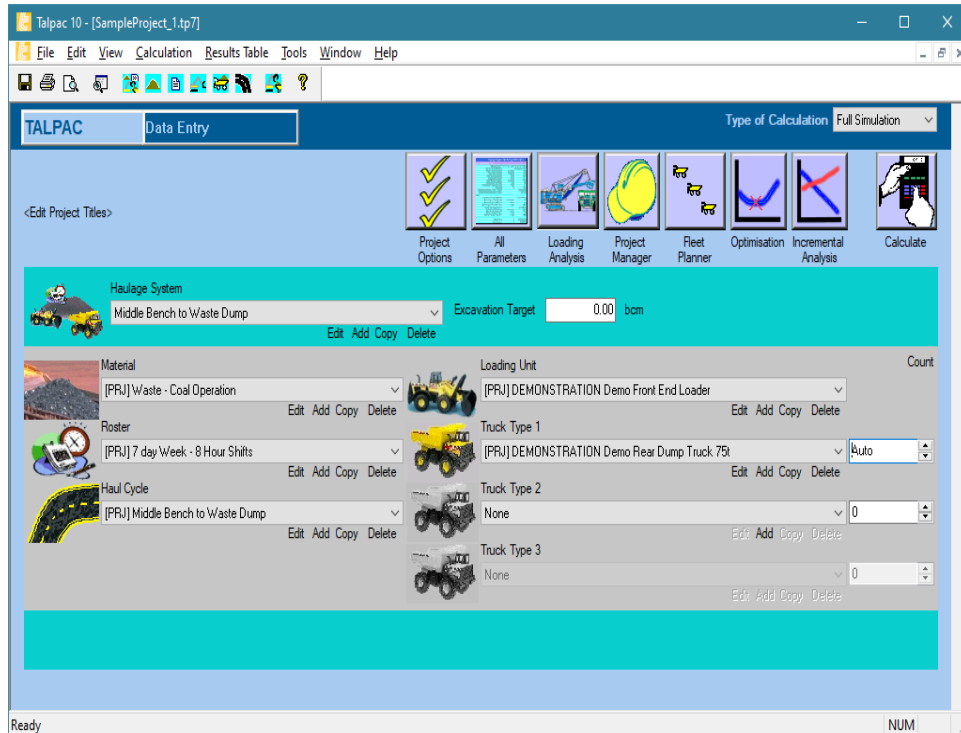 Talpac 10 - [SampleProject_1.tp7]
File Edit View Calculation Results Table Tools Window Help
TALPAC Data Entry
Type of Calculation Full Simulation
<Edit Project Titles>
Project Options
All Parameters
Loading Analysis
Project Manager
Fleet Planner
Optimisation
Incremental Analysis
Calculate
Haulage System
Middle Bench to Waste Dump
Excavation Target 0.00 bcm
Edit Add Copy Delete
Material
[PRJ] Waste - Coal Operation
Edit Add Copy Delete
Roster
[PRJ] 7 day Week - 8 Hour Shifts
Edit Add Copy Delete
Haul Cycle
[PRJ] Middle Bench to Waste Dump
Edit Add Copy Delete
Loading Unit
Count
[PRJ] DEMONSTRATION Demo Front End Loader
Edit Add Copy Delete
Truck Type 1
[PRJ] DEMONSTRATION Demo Rear Dump Truck 75t
Auto
Edit Add Copy Delete
Truck Type 2
None
0
Edit Add Copy Delete
Truck Type 3
None
0
Edit Add Copy Delete
Ready
NUM